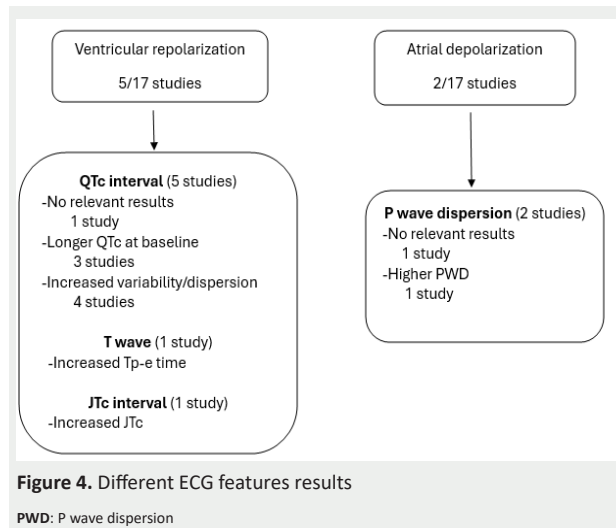 Ventricular repolarization
5/17 studies
QTc interval (5 studies)
-No relevant results
1 study
-Longer QTc at baseline
3 studies
-Increased variability/dispersion
4 studies
T wave (1 study)
-Increased Tp-e time
JTc interval (1 study)
-Increased JTc
Atrial depolarization
2/17 studies
P wave dispersion (2 studies)
-No relevant results
1 study
-Higher PWD
1 study
Figure 4. Different ECG features results
PWD: P wave dispersion